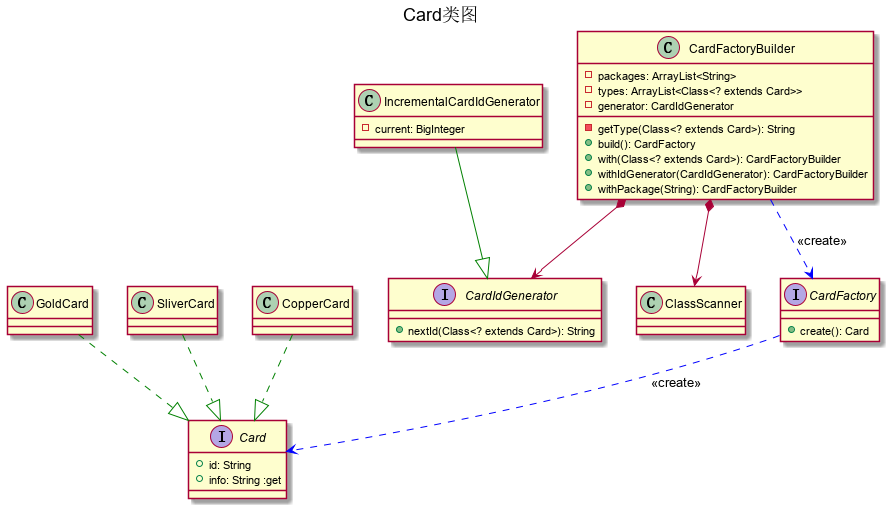 Card类图
C CardFactoryBuilder
packages: ArrayList<String>
types: ArrayList<Class<? extends Card>>
generator: CardIdGenerator
getType(Class<? extends Card>): String
build(): CardFactory
with(Class<? extends Card>): CardFactoryBuilder
withIdGenerator(CardIdGenerator): CardFactoryBuilder
withPackage(String): CardFactoryBuilder
C IncrementalCardIdGenerator
current: BigInteger
«create»
C GoldCard
C SliverCard
C CopperCard
I CardIdGenerator
nextId(Class<? extends Card>): String
C ClassScanner
I CardFactory
create(): Card
«create»
I Card
id: String
info: String :get